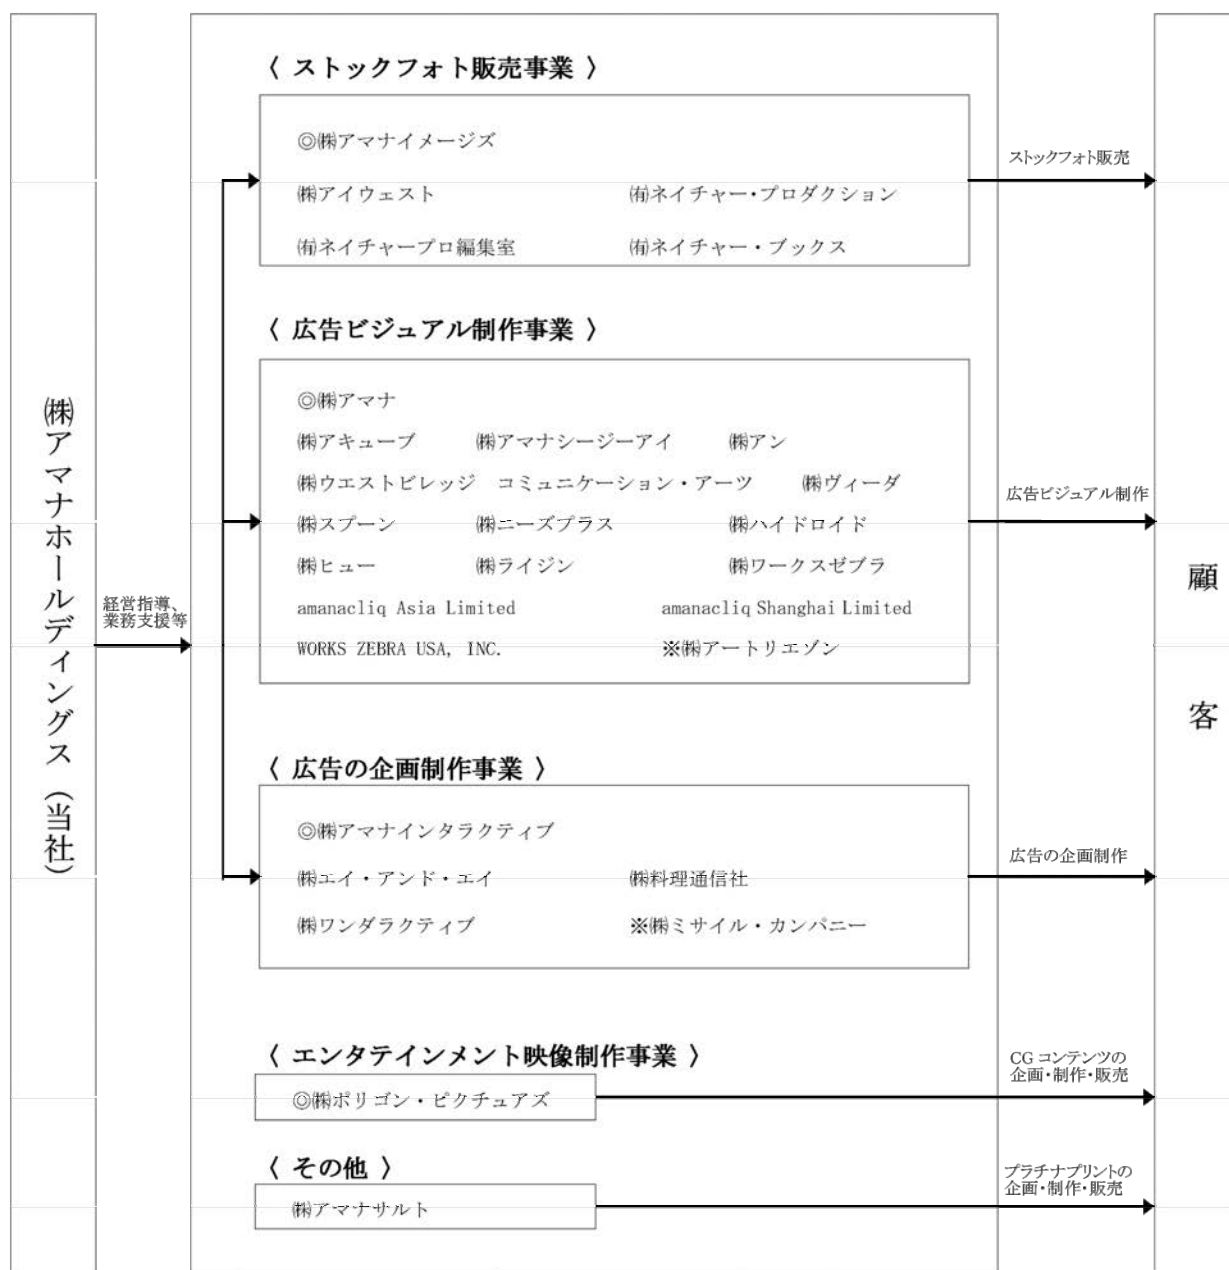 ㈱アマナホールディングス（当社）
経営指導、
業務支援等
〈 ストックフォト販売事業 〉
◎㈱アマナイメージズ
㈱アイウェスト ㈲ネイチャー・プロダクション
㈲ネイチャープロ編集室 ㈲ネイチャー・ブックス
ストックフォト販売
〈 広告ビジュアル制作事業 〉
◎㈱アマナ
㈱アキューブ ㈱アマナシージーアイ ㈱アン
㈱ウエストビレッジ コミュニケーション・アーツ ㈱ヴィーダ
㈱スプーン ㈱ニーズプラス ㈱ハイドロイド
㈱ヒュー ㈱ライジン ㈱ワークスゼブラ
amanacliq Asia Limited amanacliq Shanghai Limited
WORKS ZEBRA USA, INC. ※㈱アートリエゾン
広告ビジュアル制作
〈 広告の企画制作事業 〉
◎㈱アマナインタラクティブ
㈱エイ・アンド・エイ ㈱料理通信社
㈱ワンダラクティブ ※㈱ミサイル・カンパニー
広告の企画制作
〈 エンタテインメント映像制作事業 〉
◎㈱ポリゴン・ピクチュアズ
CG コンテンツの
企画・制作・販売
〈 その他 〉
㈱アマナサルト
プラチナプリントの
企画・制作・販売
顧客